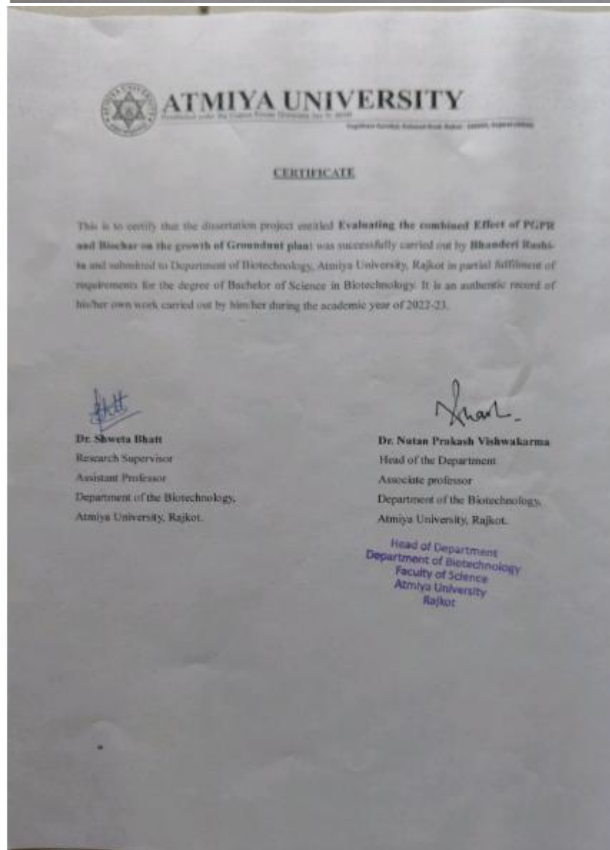 ATMIYA UNIVERSITY
CERTIFICATE
This is to certify that the dissertation project entitled Evaluating the combined Effect of PGPR
and Biochar on the growth of Groundnut plant was successfully carried out by Bhanderi Rushi-
ta and submitted to Department of Biotechnology, Atmiya University, Rajkot in partial fulfilment of
requirements for the degree of Bachelor of Science in Biotechnology. It is an authentic record of
his/her own work carried out by him/her during the academic year of 2022-23.
Dr. Shweta Bhatt
Research Supervisor
Assistant Professor
Department of the Biotechnology,
Atmiya University, Rajkot.
Dr. Nutan Prakash Vishwakarma
Head of the Department
Associate professor
Department of the Biotechnology,
Atmiya University, Rajkot.
Head of Department
Department of Biotechnology
Faculty of Science
Atmiya University
Rajkot